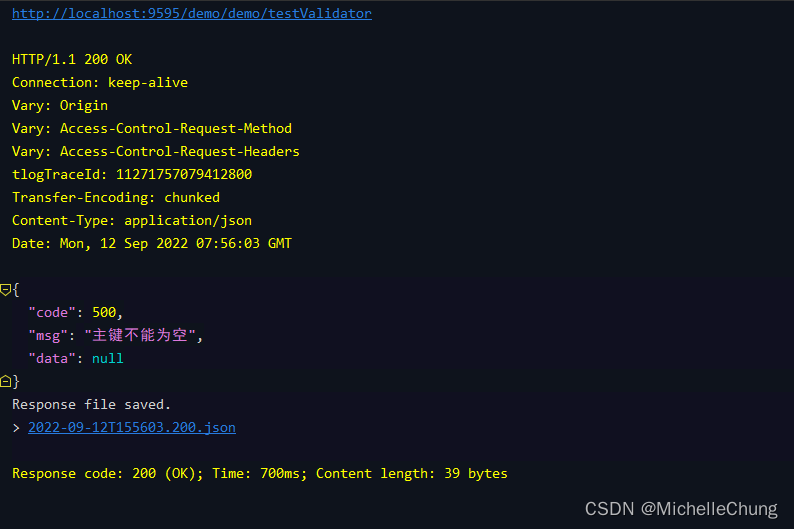 http://localhost:9595/demo/demo/testValidator
HTTP/1.1 200 OK
Connection: keep-alive
Vary: Origin
Vary: Access-Control-Request-Method
Vary: Access-Control-Request-Headers
tlogTraceId: 11271757079412800
Transfer-Encoding: chunked
Content-Type: application/json
Date: Mon, 12 Sep 2022 07:56:03 GMT
{
"code": 500,
"msg": "主键不能为空",
"data": null
}
Response file saved.
> 2022-09-12T155603.200.json
Response code: 200 (OK); Time: 700ms; Content length: 39 bytes
CSDN @MichelleChung